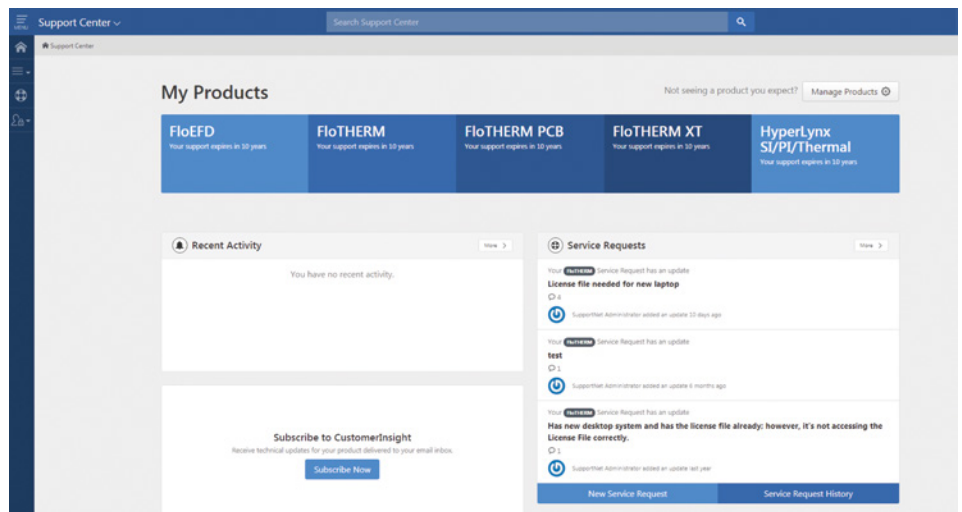 MENU
Support Center
Search Support Center
Support Center
My Products
Not seeing a product you expect? Manage Products
FloEFD
Your support expires in 10 years
FloTHERM
Your support expires in 10 years
FloTHERM PCB
Your support expires in 10 years
FloTHERM XT
Your support expires in 10 years
HyperLynx
SI/PI/Thermal
Your support expires in 10 years
Recent Activity
More >
You have no recent activity.
Subscribe to CustomerInsight
Receive technical updates for your product delivered to your email inbox.
Subscribe Now
Service Requests
More >
Your FloTHERM Service Request has an update
License file needed for new laptop
4
SupportNet Administrator added an update 10 days ago
Your FloTHERM Service Request has an update
test
1
SupportNet Administrator added an update 6 months ago
Your FloTHERM Service Request has an update
Has new desktop system and has the license file already; however, it's not accessing the
License File correctly.
1
SupportNet Administrator added an update last year
New Service Request
Service Request History